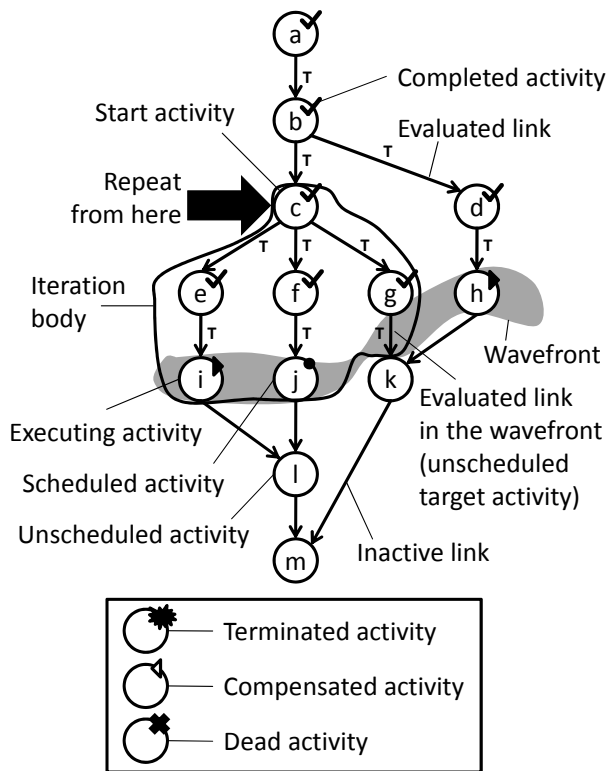 a
T
Completed activity
Start activity
b
Evaluated link
T
T
Repeat
from here
c
d
T
T
T
T
Iteration
body
e
f
g
h
T
T
T
Wavefront
i
j
k
Evaluated link
in the wavefront
(unscheduled
target activity)
Executing activity
Scheduled activity
l
Unscheduled activity
Inactive link
m
Terminated activity
Compensated activity
Dead activity